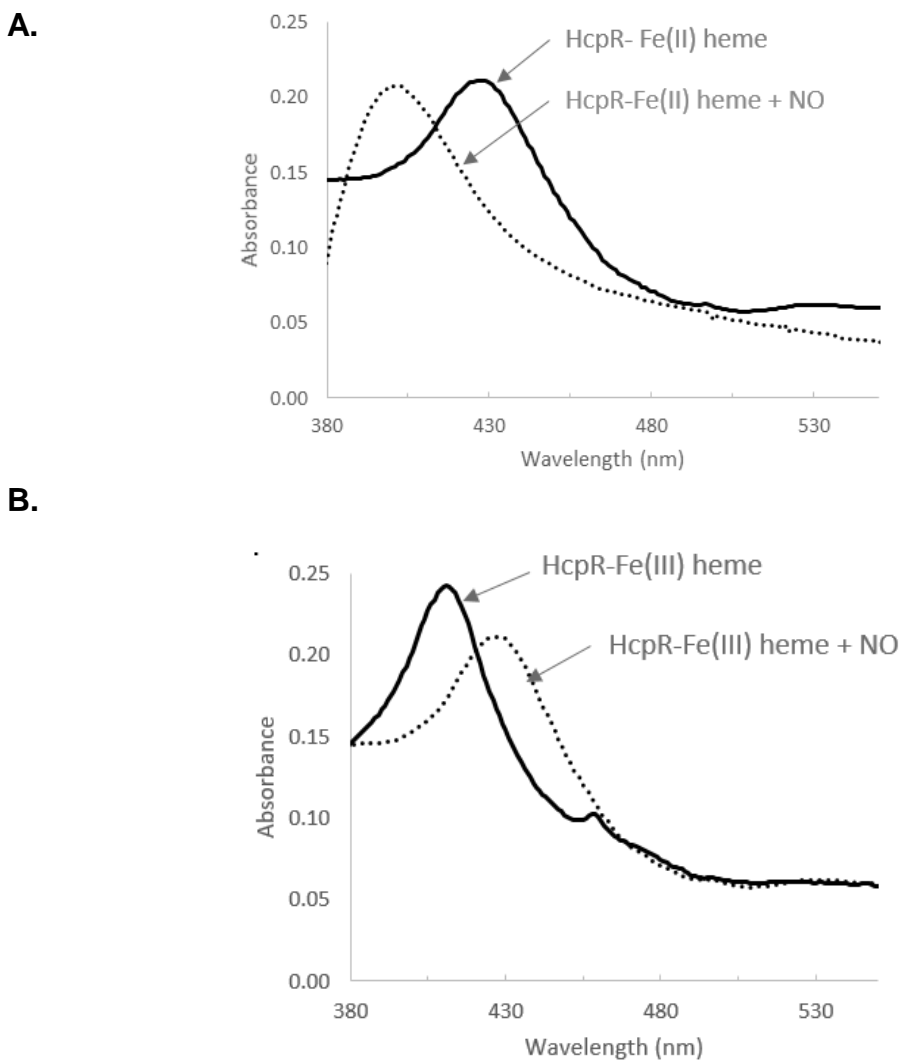 A.
0.25
HcpR- Fe(II) heme
0.20
HcpR-Fe(II) heme + NO
0.15
Absorbance
0.10
0.05
0.00
380 430 480 530
Wavelength (nm)
B.
0.25
HcpR-Fe(III) heme
0.20
HcpR-Fe(III) heme + NO
0.15
Absorbance
0.10
0.05
0.00
380 430 480 530
Wavelength (nm)